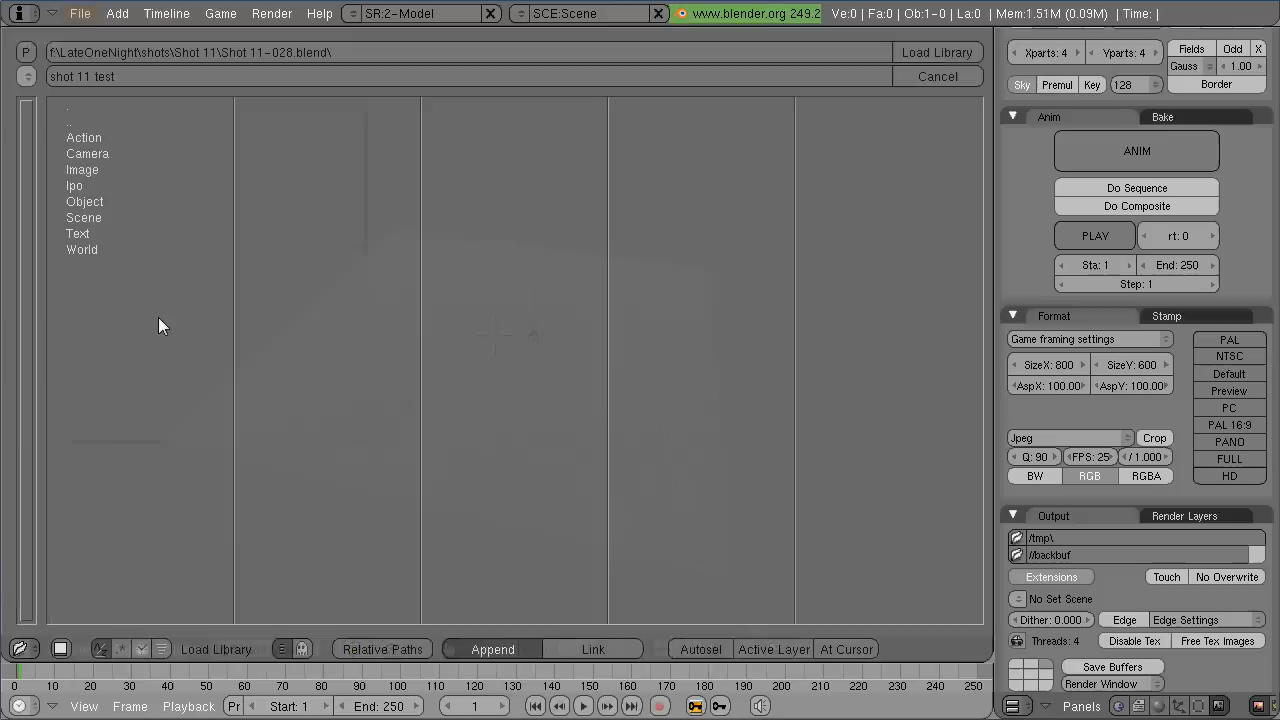 File Add Timeline Game Render Help SR:2-Model SCE:Scene www.blender.org 249.2 Ve:0 | Fa:0 | Ob:1-0 | La:0 | Mem:1.51M (0.09M) | Time: |
P f:\LateOneNight\shots\Shot 11\Shot 11-028.blend\ Load Library
shot 11 test Cancel
.
..
Action
Camera
Image
Ipo
Object
Scene
Text
World
Load Library Relative Paths Append Link Autosel Active Layer At Cursor
0 10 20 30 40 50 60 70 80 90 100 110 120 130 140 150 160 170 180 190 200 210 220 230 240 250
View Frame Playback Pr Start: 1 End: 250 1
Xparts: 4 Yparts: 4 Fields Odd X
Gauss 1.00
Sky Premul Key 128 Border
Anim Bake
ANIM
Do Sequence
Do Composite
PLAY rt: 0
Sta: 1 End: 250
Step: 1
Format Stamp
Game framing settings PAL
NTSC
SizeX: 800 SizeY: 600 Default
AspX: 100.00 AspY: 100.00 Preview
PC
PAL 16:9
Jpeg Crop PANO
Q: 90 FPS: 25 / 1.000 FULL
BW RGB RGBA HD
Output Render Layers
/tmp\
//backbuf
Extensions Touch No Overwrite
No Set Scene
Dither: 0.000 Edge Edge Settings
Threads: 4 Disable Tex Free Tex Images
Save Buffers
Render Window
Panels